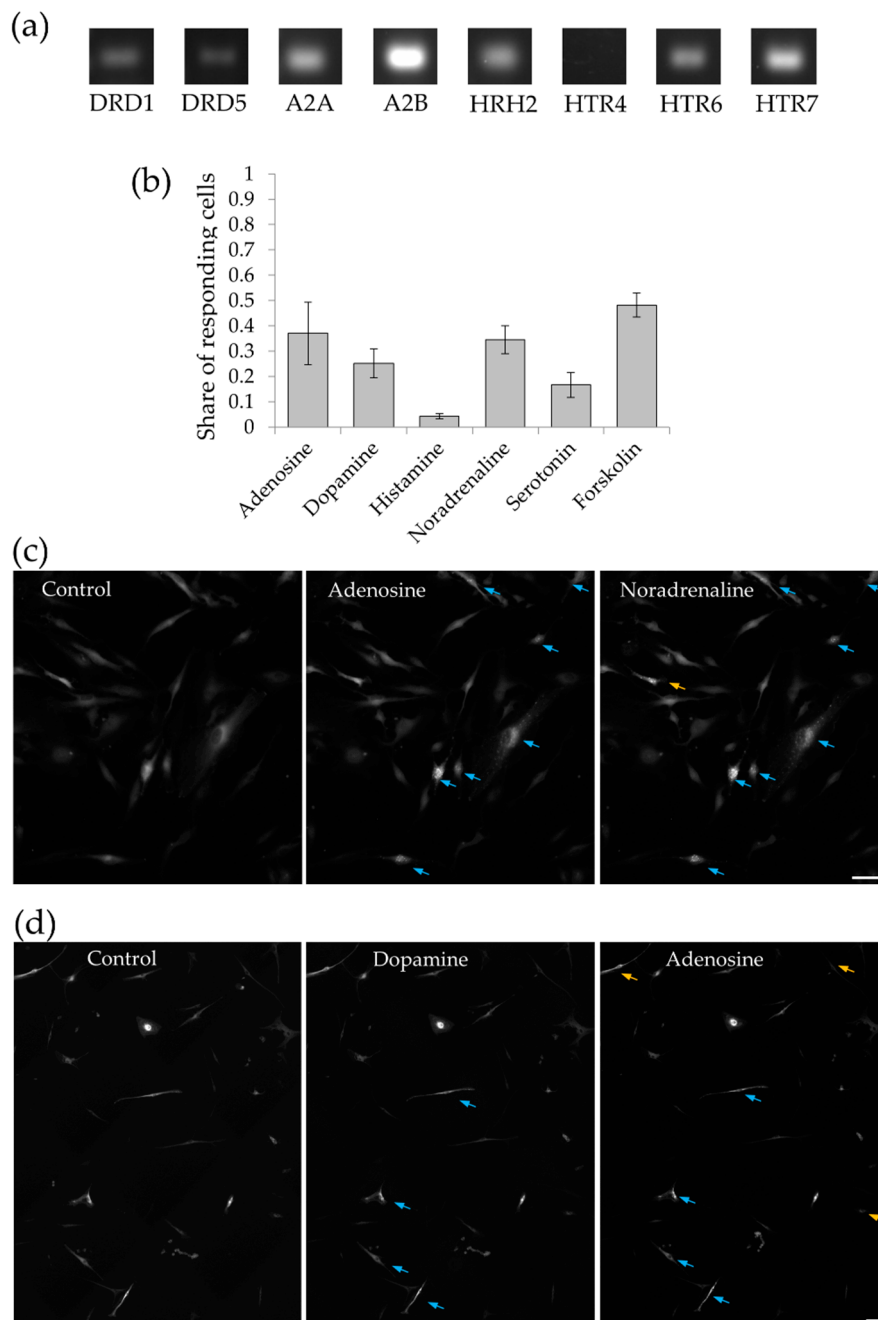 (a)
DRD1 DRD5 A2A A2B HRH2 HTR4 HTR6 HTR7
(b)
Share of responding cells
1
0.9
0.8
0.7
0.6
0.5
0.4
0.3
0.2
0.1
0
Adenosine Dopamine Histamine Noradrenaline Serotonin Forskolin
(c)
Control Adenosine Noradrenaline
(d)
Control Dopamine Adenosine